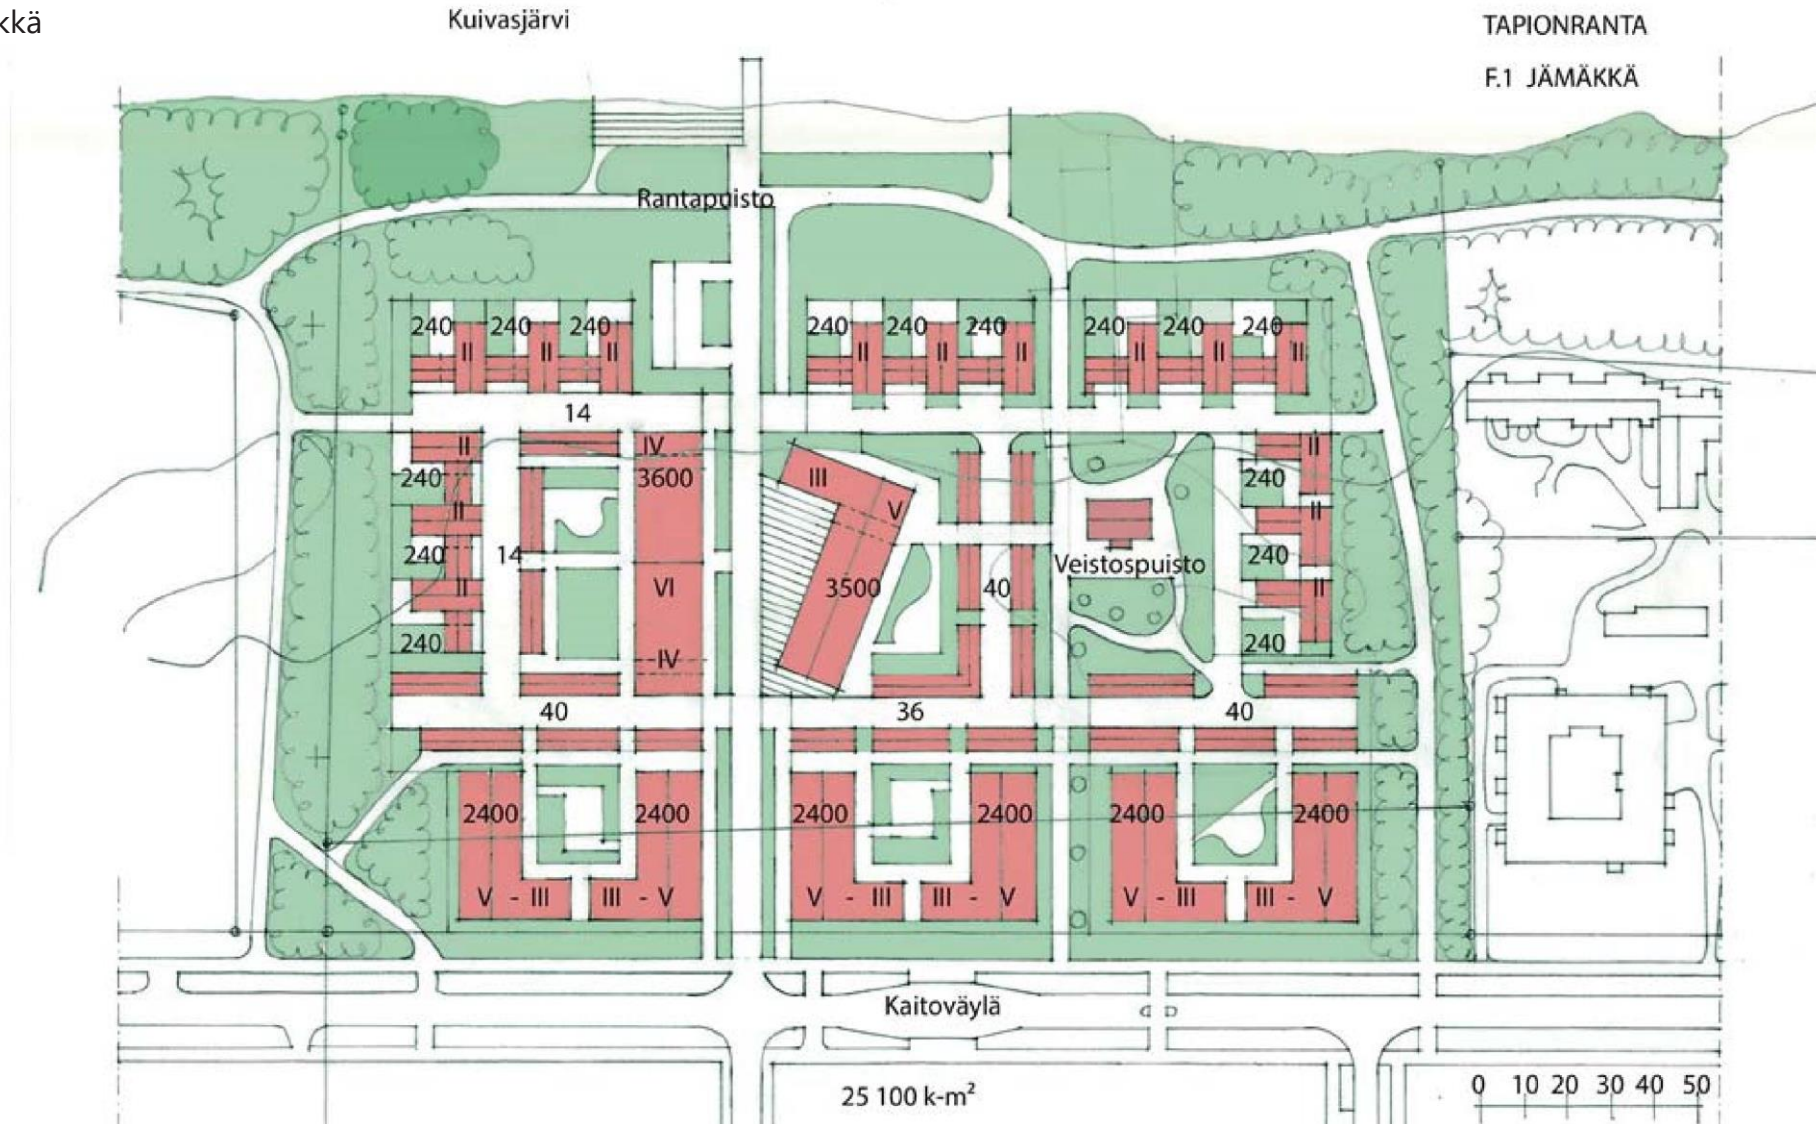 kkä
Kuivasjärvi
TAPIONRANTA
F.1 JÄMÄKKÄ
Rantapuisto
240 240 240 240 240 240 240 240 240
II II II II II II II II II
14
II IV III II
240 3600 V 240
II II
240 14 VI 3500 40 Veistospuisto 240
II II
240 IV 240
40 36 40
2400 2400 2400 2400 2400 2400
V - III III - V V - III III - V V - III III - V
Kaitoväylä
25 100 k-m²
0 10 20 30 40 50